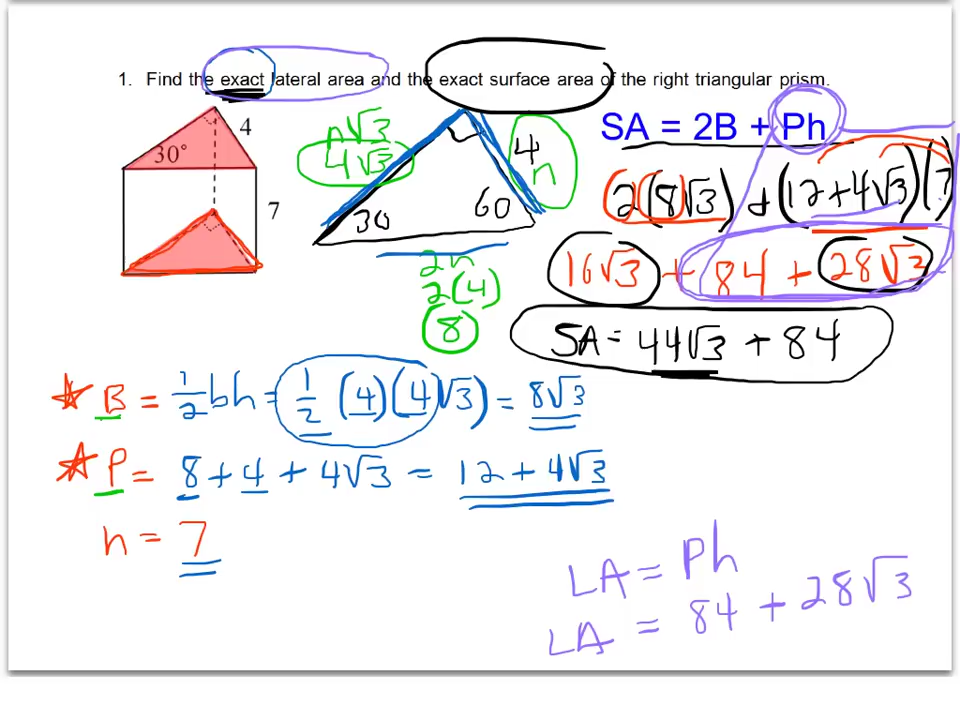 1. Find the exact lateral area and the exact surface area of the right triangular prism.
4
30°
7
n√3
4√3
4
n
30
60
2n
2(4)
8
SA = 2B + Ph
2(8√3) + (12+4√3)(7)
16√3 + 84 + 28√3
SA = 44√3 + 84
B = 1/2 bh = 1/2 (4)(4√3) = 8√3
P = 8 + 4 + 4√3 = 12 + 4√3
h = 7
LA = Ph
LA = 84 + 28√3